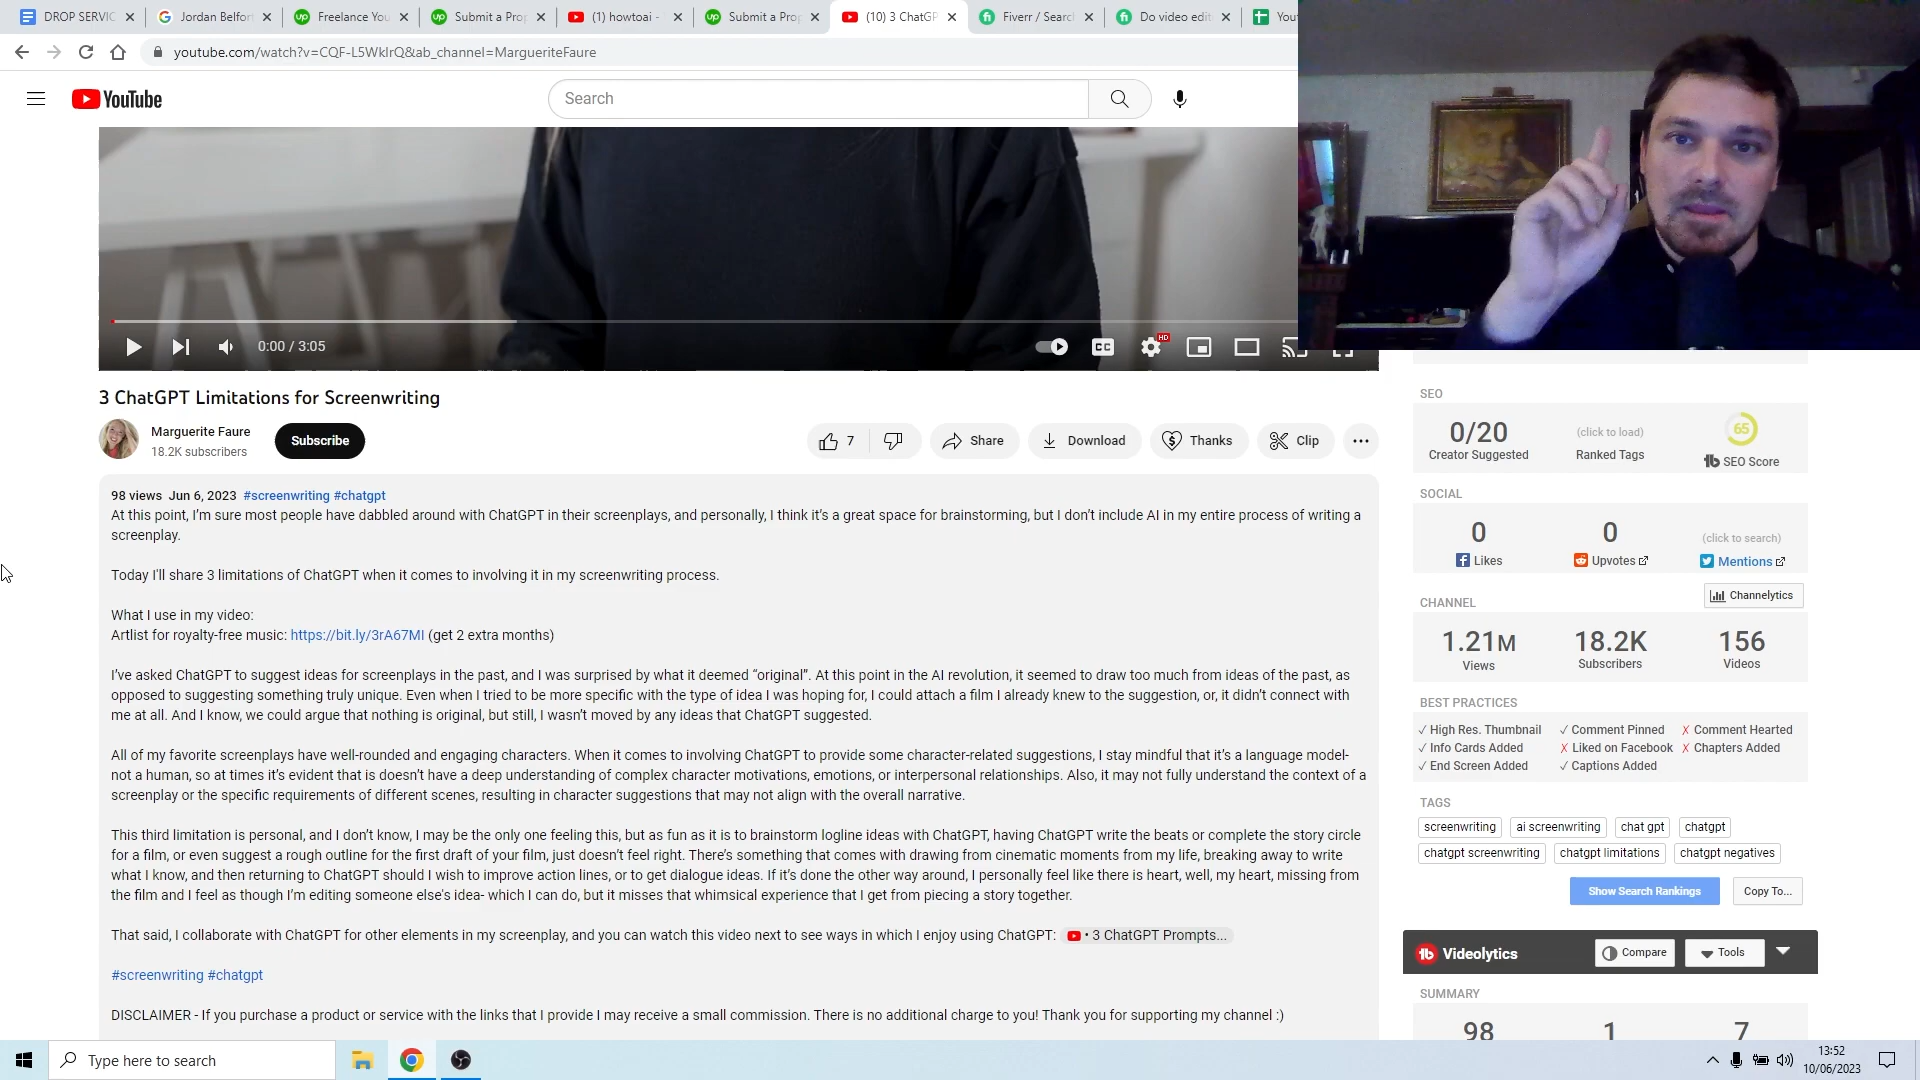 DROP SERVIC
Jordan Belfor
Freelance You
Submit a Prop
(1) howtoai -
Submit a Prop
(10) 3 ChatGP
Fiverr / Searc
Do video edit
Yout
youtube.com/watch?v=CQF-L5WklrQ&ab_channel=MargueriteFaure
YouTube
Search
0:00 / 3:05
CC
HD
3 ChatGPT Limitations for Screenwriting
Marguerite Faure
18.2K subscribers
Subscribe
7
Share
Download
Thanks
Clip
98 views Jun 6, 2023 #screenwriting #chatgpt
At this point, I’m sure most people have dabbled around with ChatGPT in their screenplays, and personally, I think it’s a great space for brainstorming, but I don’t include AI in my entire process of writing a
screenplay.
Today I'll share 3 limitations of ChatGPT when it comes to involving it in my screenwriting process.
What I use in my video:
Artlist for royalty-free music: https://bit.ly/3rA67MI (get 2 extra months)
I’ve asked ChatGPT to suggest ideas for screenplays in the past, and I was surprised by what it deemed “original”. At this point in the AI revolution, it seemed to draw too much from ideas of the past, as
opposed to suggesting something truly unique. Even when I tried to be more specific with the type of idea I was hoping for, I could attach a film I already knew to the suggestion, or, it didn’t connect with
me at all. And I know, we could argue that nothing is original, but still, I wasn’t moved by any ideas that ChatGPT suggested.
All of my favorite screenplays have well-rounded and engaging characters. When it comes to involving ChatGPT to provide some character-related suggestions, I stay mindful that it’s a language model-
not a human, so at times it’s evident that is doesn’t have a deep understanding of complex character motivations, emotions, or interpersonal relationships. Also, it may not fully understand the context of a
screenplay or the specific requirements of different scenes, resulting in character suggestions that may not align with the overall narrative.
This third limitation is personal, and I don’t know, I may be the only one feeling this, but as fun as it is to brainstorm logline ideas with ChatGPT, having ChatGPT write the beats or complete the story circle
for a film, or even suggest a rough outline for the first draft of your film, just doesn’t feel right. There’s something that comes with drawing from cinematic moments from my life, breaking away to write
what I know, and then returning to ChatGPT should I wish to improve action lines, or to get dialogue ideas. If it’s done the other way around, I personally feel like there is heart, well, my heart, missing from
the film and I feel as though I’m editing someone else's idea- which I can do, but it misses that whimsical experience that I get from piecing a story together.
That said, I collaborate with ChatGPT for other elements in my screenplay, and you can watch this video next to see ways in which I enjoy using ChatGPT: • 3 ChatGPT Prompts...
#screenwriting #chatgpt
DISCLAIMER - If you purchase a product or service with the links that I provide I may receive a small commission. There is no additional charge to you! Thank you for supporting my channel :)
SEO
0/20
Creator Suggested
(click to load)
Ranked Tags
65
SEO Score
SOCIAL
0
Likes
0
Upvotes
(click to search)
Mentions
CHANNEL
Channelytics
1.21M
Views
18.2K
Subscribers
156
Videos
BEST PRACTICES
✓ High Res. Thumbnail ✓ Comment Pinned ✗ Comment Hearted
✓ Info Cards Added ✗ Liked on Facebook ✗ Chapters Added
✓ End Screen Added ✓ Captions Added
TAGS
screenwriting ai screenwriting chat gpt chatgpt
chatgpt screenwriting chatgpt limitations chatgpt negatives
Show Search Rankings Copy To...
Videolytics
Compare
Tools
SUMMARY
98 1 7
Type here to search
13:52
10/06/2023